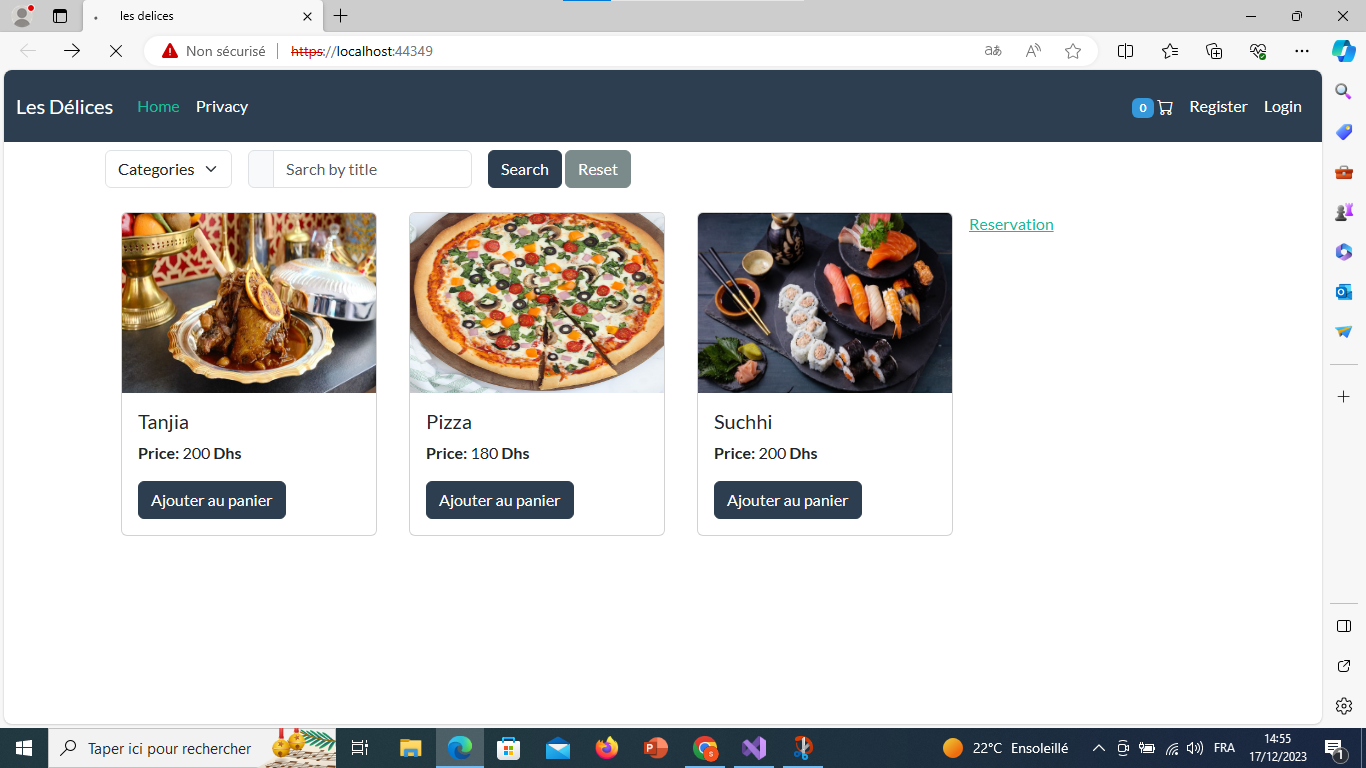 les delices
Non sécurisé https://localhost:44349
Les Délices Home Privacy 0 Register Login
Categories Sarch by title Search Reset
Reservation
Tanjia
Price: 200 Dhs
Ajouter au panier
Pizza
Price: 180 Dhs
Ajouter au panier
Suchhi
Price: 200 Dhs
Ajouter au panier
Taper ici pour rechercher
22°C Ensoleillé
FRA
14:55
17/12/2023
1